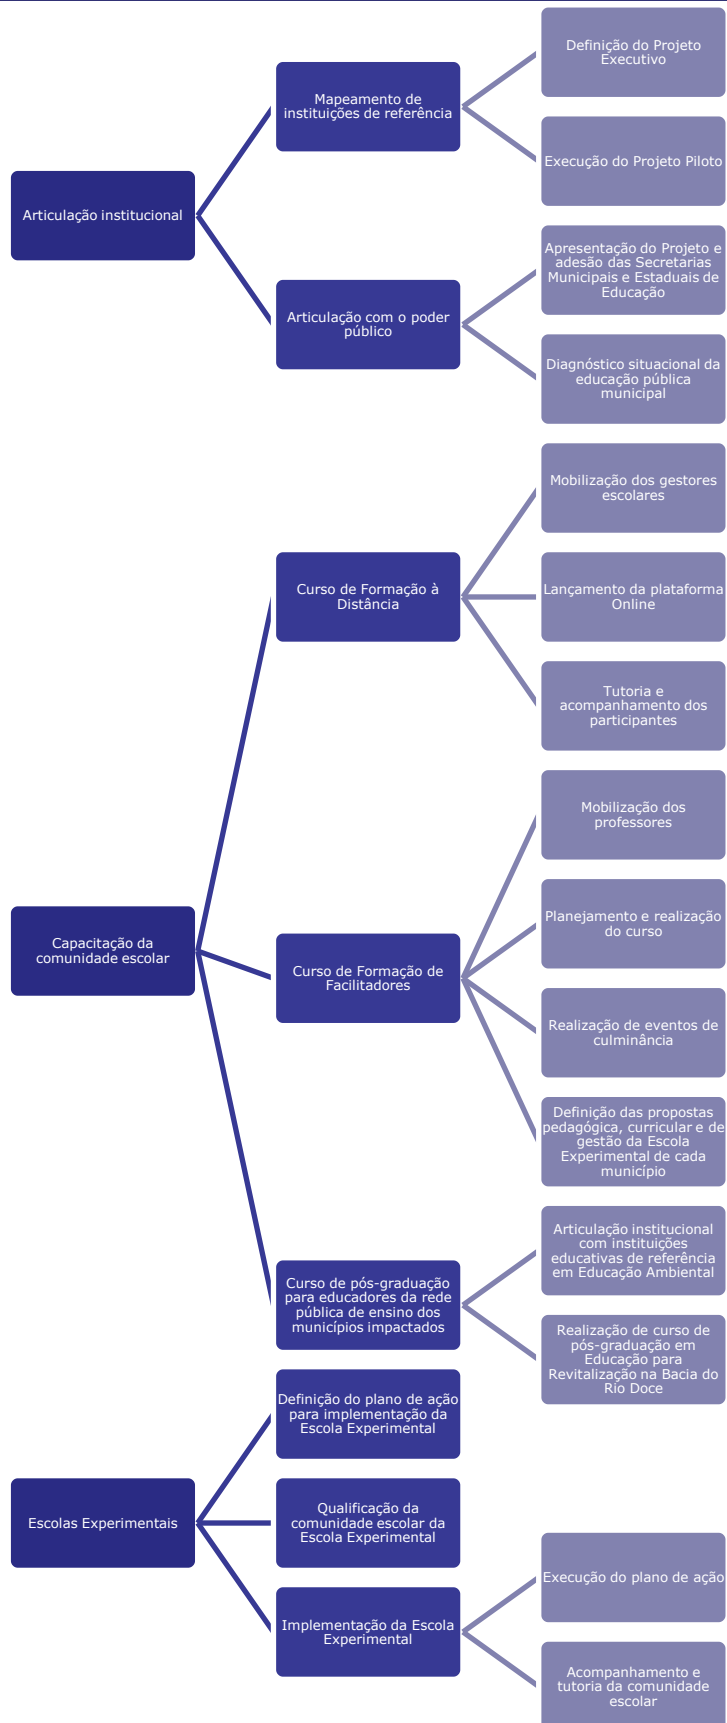 Articulação institucional
Mapeamento de
instituições de referência
Definição do Projeto
Executivo
Execução do Projeto Piloto
Articulação com o poder
público
Apresentação do Projeto e
adesão das Secretarias
Municipais e Estaduais de
Educação
Diagnóstico situacional da
educação pública
municipal
Capacitação da
comunidade escolar
Curso de Formação à
Distância
Mobilização dos gestores
escolares
Lançamento da plataforma
Online
Tutoria e
acompanhamento dos
participantes
Curso de Formação de
Facilitadores
Mobilização dos
professores
Planejamento e realização
do curso
Realização de eventos de
culminância
Definição das propostas
pedagógica, curricular e de
gestão da Escola
Experimental de cada
município
Curso de pós-graduação
para educadores da rede
pública de ensino dos
municípios impactados
Articulação institucional
com instituições
educativas de referência
em Educação Ambiental
Realização de curso de
pós-graduação em
Educação para
Revitalização na Bacia do
Rio Doce
Escolas Experimentais
Definição do plano de ação
para implementação da
Escola Experimental
Qualificação da
comunidade escolar da
Escola Experimental
Implementação da Escola
Experimental
Execução do plano de ação
Acompanhamento e
tutoria da comunidade
escolar